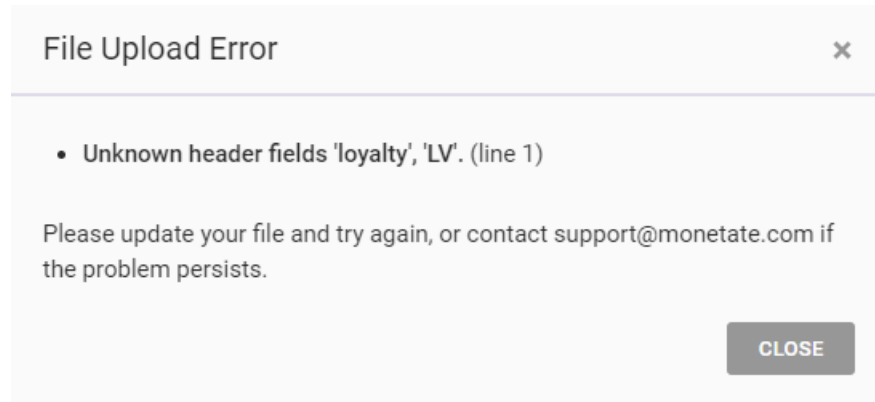 File Upload Error ×
• Unknown header fields 'loyalty', 'LV'. (line 1)
Please update your file and try again, or contact support@monetate.com if
the problem persists.
CLOSE